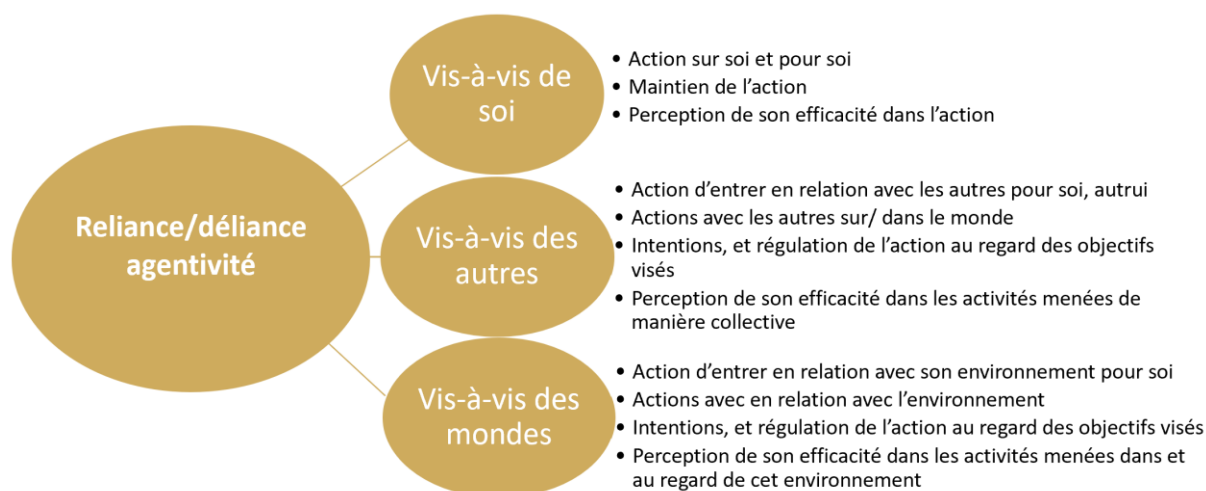 Reliance/déliance
agentivité
Vis-à-vis de
soi
• Action sur soi et pour soi
• Maintien de l’action
• Perception de son efficacité dans l’action
Vis-à-vis des
autres
• Action d’entrer en relation avec les autres pour soi, autrui
• Actions avec les autres sur/ dans le monde
• Intentions, et régulation de l’action au regard des objectifs
visés
• Perception de son efficacité dans les activités menées de
manière collective
Vis-à-vis des
mondes
• Action d’entrer en relation avec son environnement pour soi
• Actions avec en relation avec l’environnement
• Intentions, et régulation de l’action au regard des objectifs visés
• Perception de son efficacité dans les activités menées dans et
au regard de cet environnement